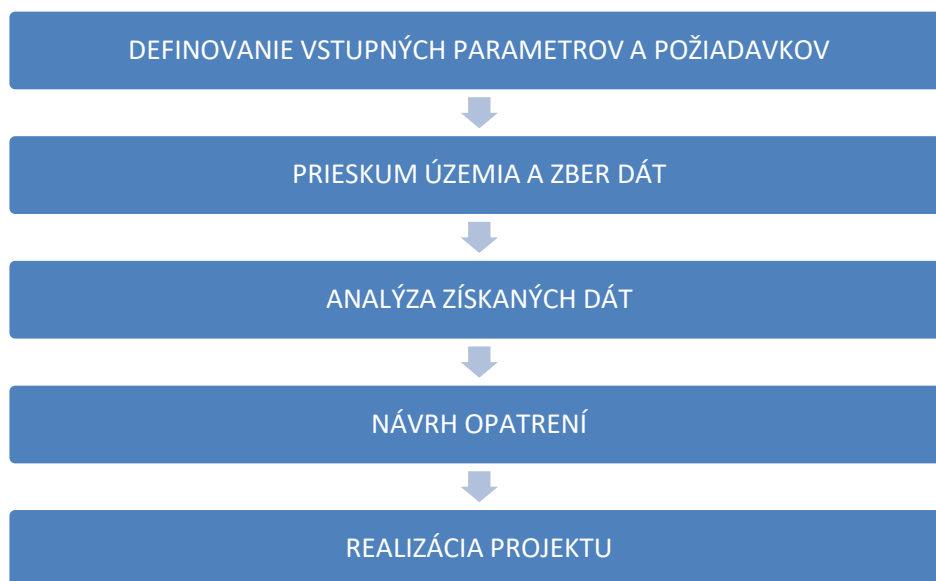 DEFINOVANIE VSTUPNÝCH PARAMETROV A POŽIADAVKOV
PRIESKUM ÚZEMIA A ZBER DÁT
ANALÝZA ZÍSKANÝCH DÁT
NÁVRH OPATRENÍ
REALIZÁCIA PROJEKTU